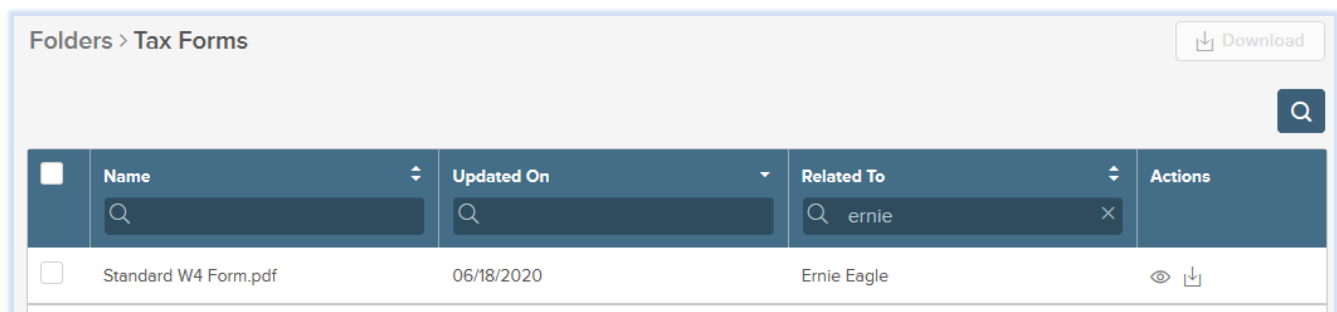 Folders > Tax Forms
Download
Name Updated On Related To Actions
ernie
Standard W4 Form.pdf 06/18/2020 Ernie Eagle